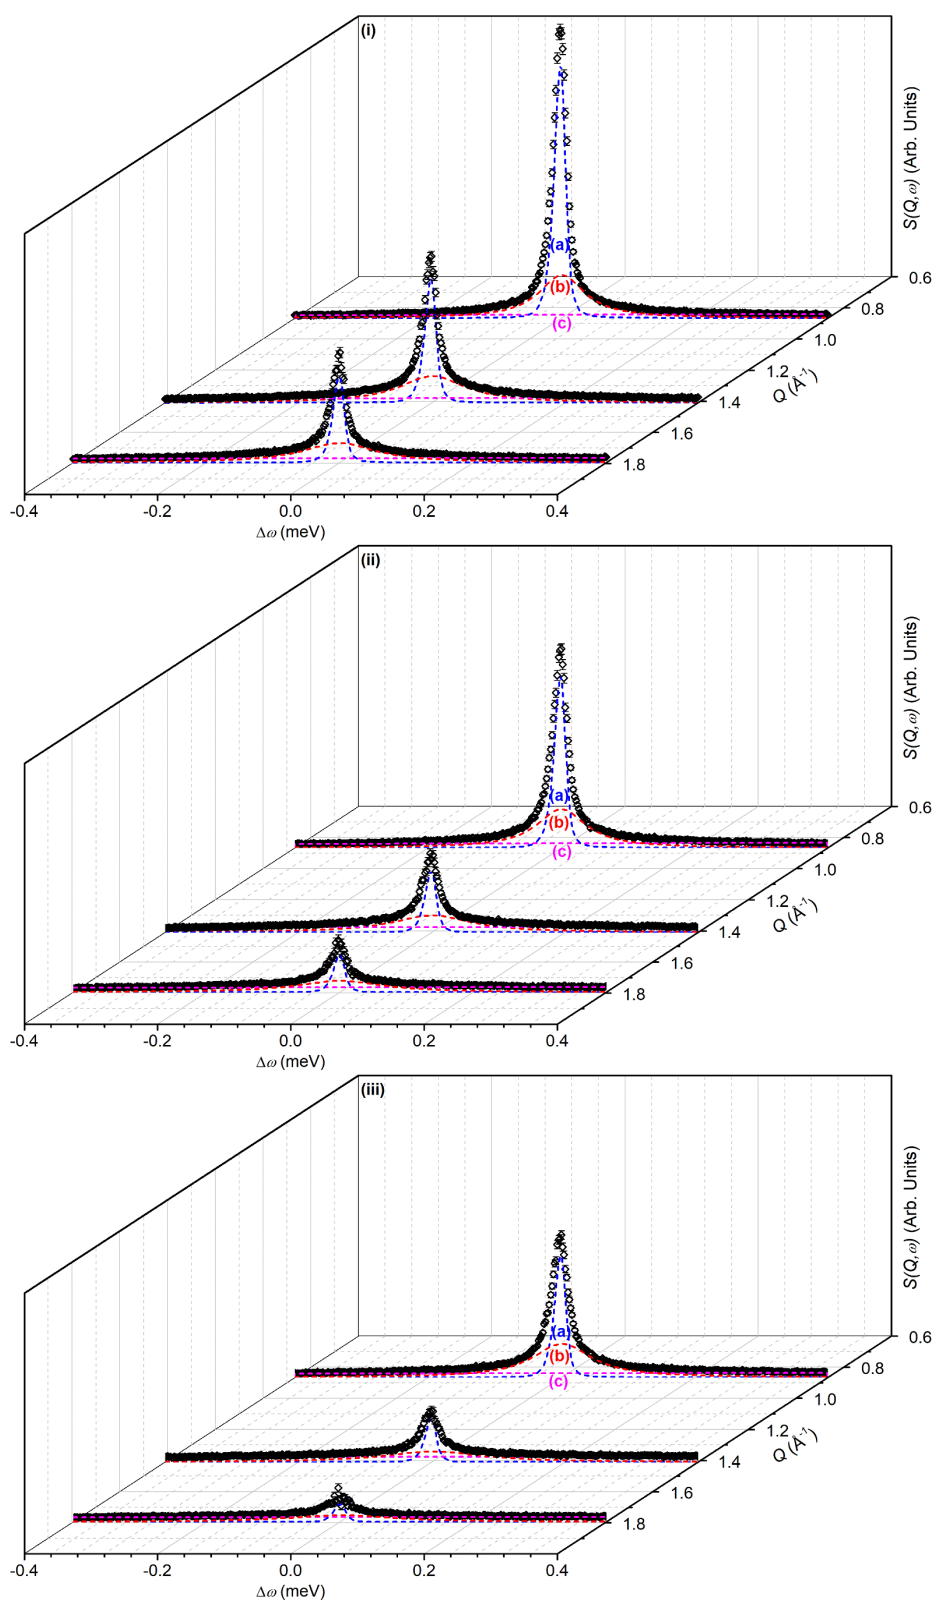 (i)
S(Q,ω) (Arb. Units)
(a)
(b)
(c)
0.6
0.8
1.0
1.2
1.4
1.6
1.8
Q (Å-1)
-0.4
-0.2
0.0
0.2
0.4
Δω (meV)
(ii)
S(Q,ω) (Arb. Units)
(a)
(b)
(c)
0.6
0.8
1.0
1.2
1.4
1.6
1.8
Q (Å-1)
-0.4
-0.2
0.0
0.2
0.4
Δω (meV)
(iii)
S(Q,ω) (Arb. Units)
(a)
(b)
(c)
0.6
0.8
1.0
1.2
1.4
1.6
1.8
Q (Å-1)
-0.4
-0.2
0.0
0.2
0.4
Δω (meV)